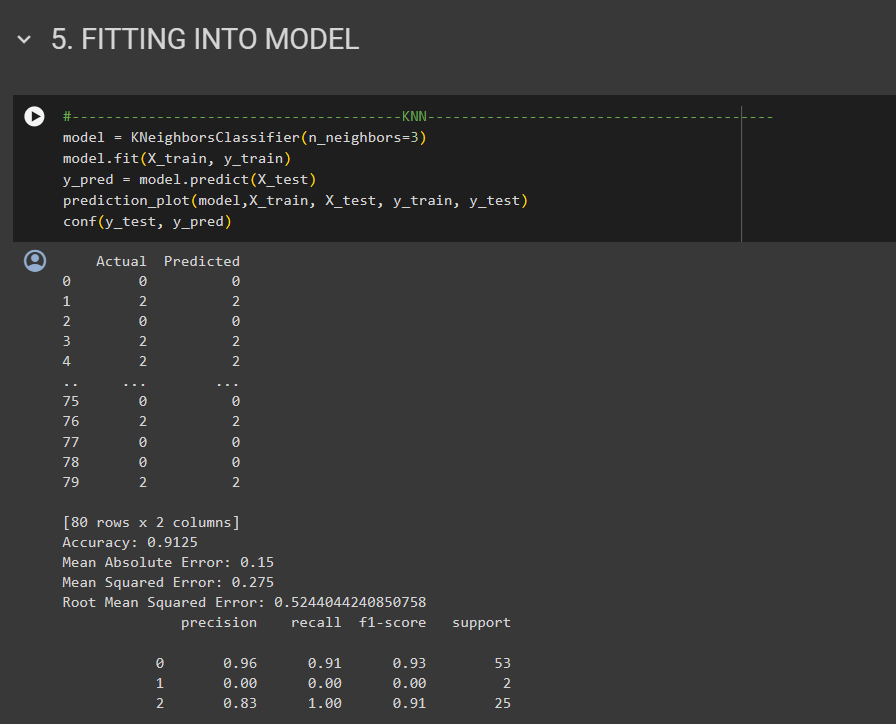 5. FITTING INTO MODEL
#---------------------------------------KNN-----------------------------------------
model = KNeighborsClassifier(n_neighbors=3)
model.fit(X_train, y_train)
y_pred = model.predict(X_test)
prediction_plot(model,X_train, X_test, y_train, y_test)
conf(y_test, y_pred)
Actual Predicted
0 0 0
1 2 2
2 0 0
3 2 2
4 2 2
.. ... ...
75 0 0
76 2 2
77 0 0
78 0 0
79 2 2
[80 rows x 2 columns]
Accuracy: 0.9125
Mean Absolute Error: 0.15
Mean Squared Error: 0.275
Root Mean Squared Error: 0.5244044240850758
precision recall f1-score support
0 0.96 0.91 0.93 53
1 0.00 0.00 0.00 2
2 0.83 1.00 0.91 25